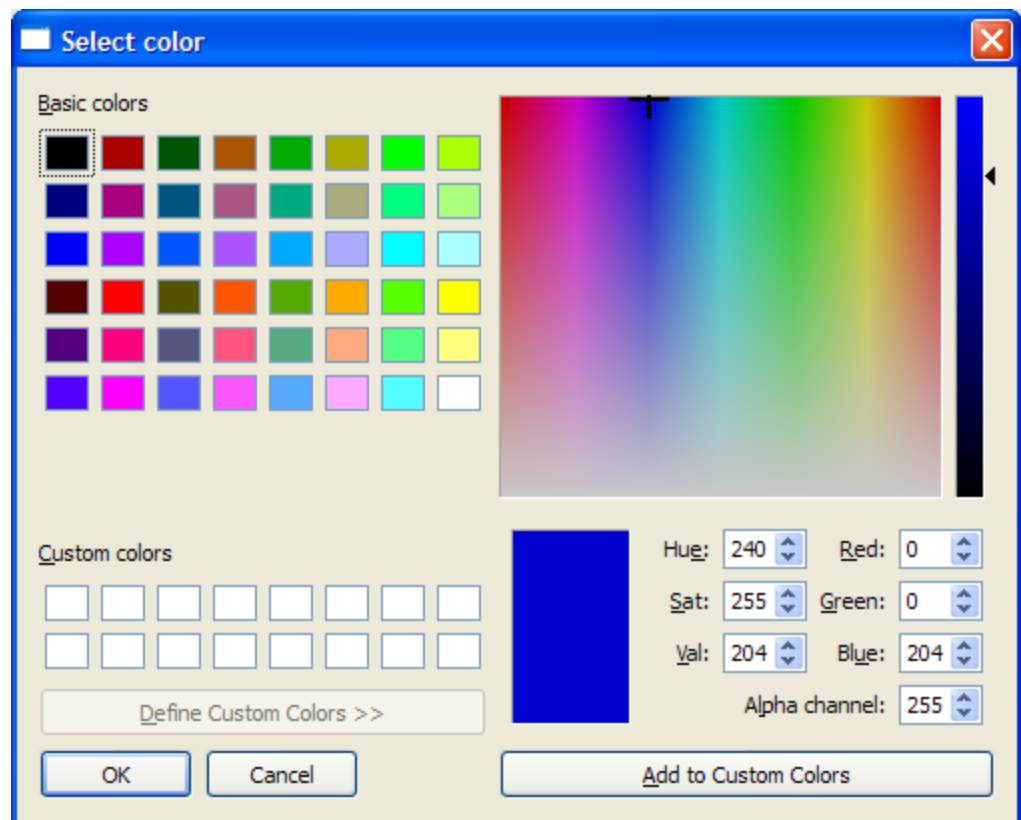 Select color
Basic colors
Custom colors
Define Custom Colors >>
OK
Cancel
Hue: 240
Red: 0
Sat: 255
Green: 0
Val: 204
Blue: 204
Alpha channel: 255
Add to Custom Colors